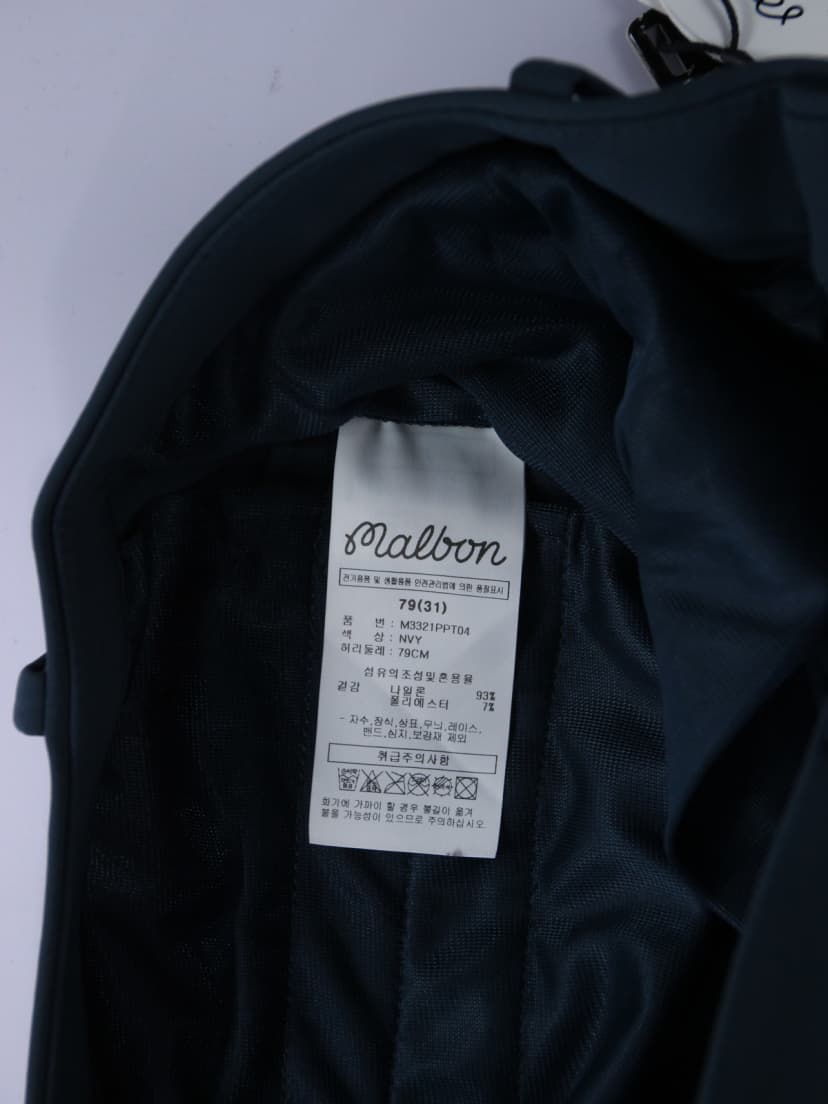 malbon
전기용품 및 생활용품 안전관리법에 의한 품질표시
79(31)
품 번 : M3321PPT04
색 상 : NVY
허리둘레 : 79CM
섬유의조성및혼용율
겉감 나일론 93%
폴리에스터 7%
- 자수,장식,상표,무늬,레이스,
밴드,심지,보강재 제외
취급주의사항
화기에 가까이 할 경우 불길이 옮겨
붙을 가능성이 있으므로 주의하십시오.